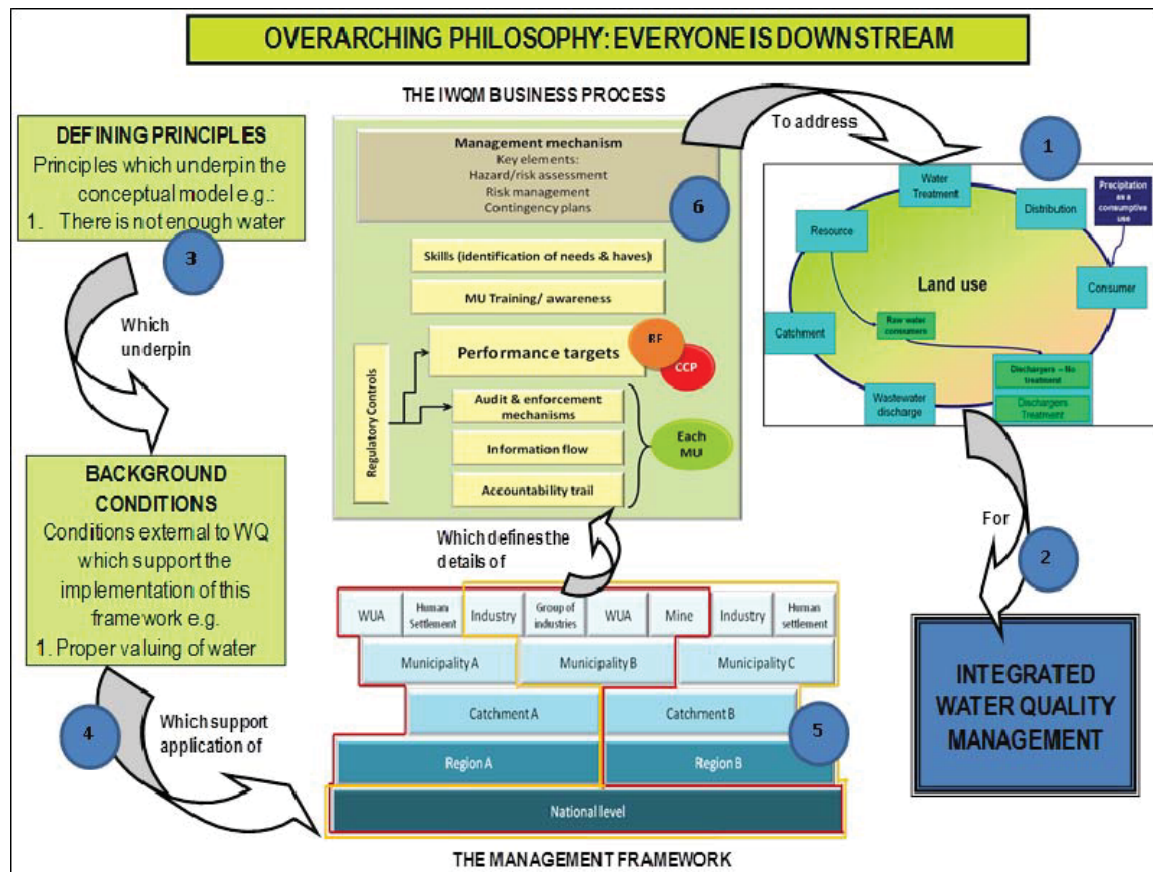 OVERARCHING PHILOSOPHY: EVERYONE IS DOWNSTREAM
THE IWQM BUSINESS PROCESS
DEFINING PRINCIPLES
Principles which underpin the
conceptual model e.g.:
1. There is not enough water
3
Which
underpin
BACKGROUND
CONDITIONS
Conditions external to WQ
which support the
implementation of this
framework e.g.
1. Proper valuing of water
4
Which support
application of
Management mechanism
Key elements:
Hazard/risk assessment
Risk management
Contingency plans
6
Skills (identification of needs & haves)
MU Training/ awareness
Performance targets
RF
CCP
Regulatory Controls
Audit & enforcement
mechanisms
Information flow
Accountability trail
Each
MU
Which defines the
details of
WUA
Human
Settlement
Industry
Group of
industries
WUA
Mine
Industry
Human
settlement
Municipality A
Municipality B
Municipality C
Catchment A
Catchment B
5
Region A
Region B
National level
THE MANAGEMENT FRAMEWORK
To address
1
Water
Treatment
Distribution
Precipitation
as a
consumptive
use
Resource
Land use
Consumer
Raw water
consumers
Catchment
Dischargers – No
treatment
Dischargers
Treatment
Wastewater
discharge
For
2
INTEGRATED
WATER QUALITY
MANAGEMENT